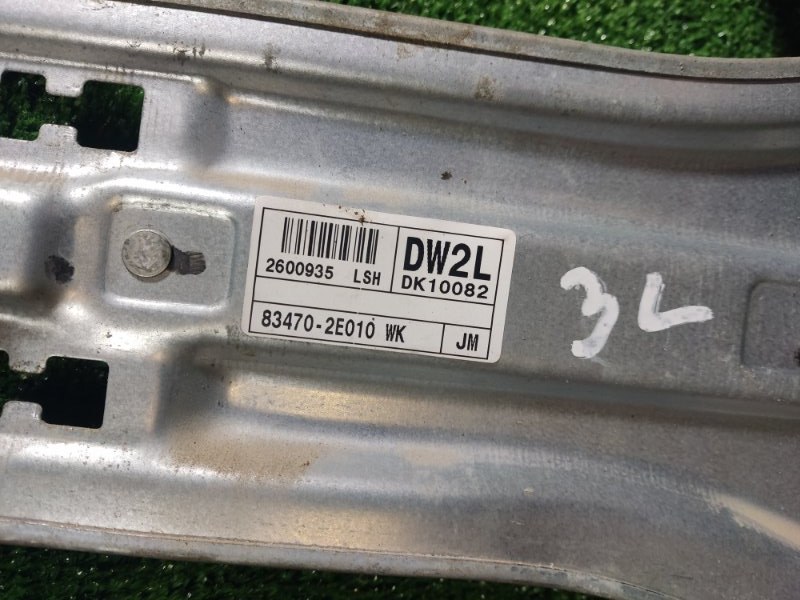 2600935 LSH
DW2L
DK10082
83470-2E010 WK
JM
3L